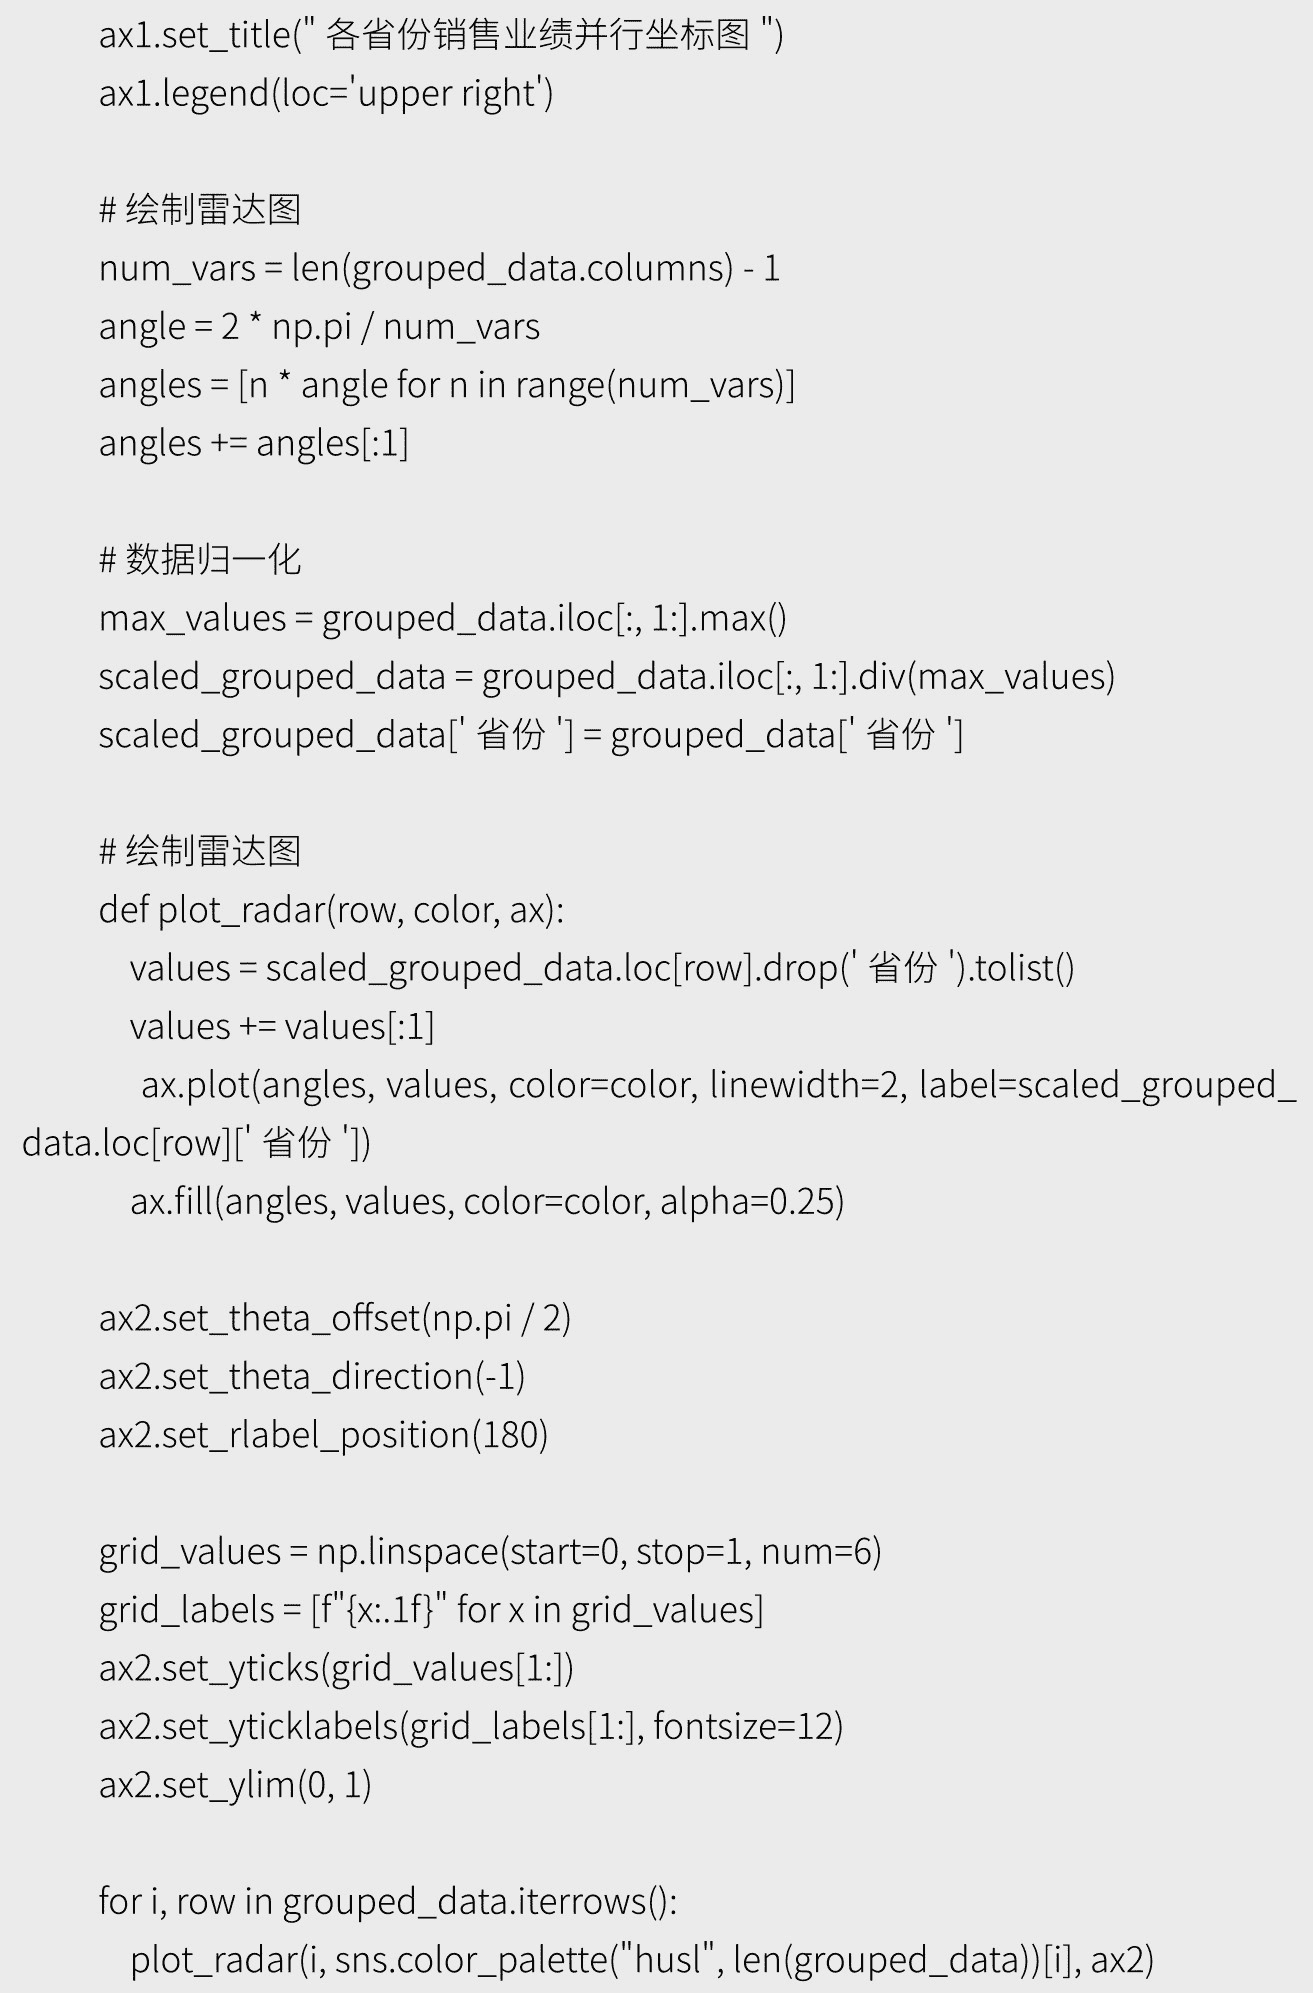 ax1.set_title(" 各省份销售业绩并行坐标图 ")
ax1.legend(loc='upper right')
# 绘制雷达图
num_vars = len(grouped_data.columns) - 1
angle = 2 * np.pi / num_vars
angles = [n * angle for n in range(num_vars)]
angles += angles[:1]
# 数据归一化
max_values = grouped_data.iloc[:, 1:].max()
scaled_grouped_data = grouped_data.iloc[:, 1:].div(max_values)
scaled_grouped_data[' 省份 '] = grouped_data[' 省份 ']
# 绘制雷达图
def plot_radar(row, color, ax):
values = scaled_grouped_data.loc[row].drop(' 省份 ').tolist()
values += values[:1]
ax.plot(angles, values, color=color, linewidth=2, label=scaled_grouped_
data.loc[row][' 省份 '])
ax.fill(angles, values, color=color, alpha=0.25)
ax2.set_theta_offset(np.pi / 2)
ax2.set_theta_direction(-1)
ax2.set_rlabel_position(180)
grid_values = np.linspace(start=0, stop=1, num=6)
grid_labels = [f"{x:.1f}" for x in grid_values]
ax2.set_yticks(grid_values[1:])
ax2.set_yticklabels(grid_labels[1:], fontsize=12)
ax2.set_ylim(0, 1)
for i, row in grouped_data.iterrows():
plot_radar(i, sns.color_palette("husl", len(grouped_data))[i], ax2)